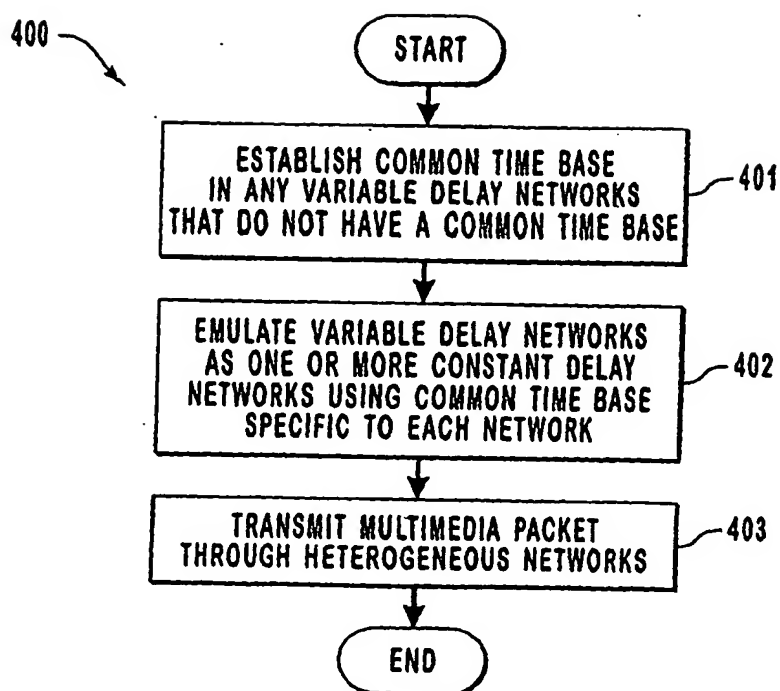 400
START
ESTABLISH COMMON TIME BASE
IN ANY VARIABLE DELAY NETWORKS
THAT DO NOT HAVE A COMMON TIME BASE
401
EMULATE VARIABLE DELAY NETWORKS
AS ONE OR MORE CONSTANT DELAY
NETWORKS USING COMMON TIME BASE
SPECIFIC TO EACH NETWORK
402
TRANSMIT MULTIMEDIA PACKET
THROUGH HETEROGENEOUS NETWORKS
403
END